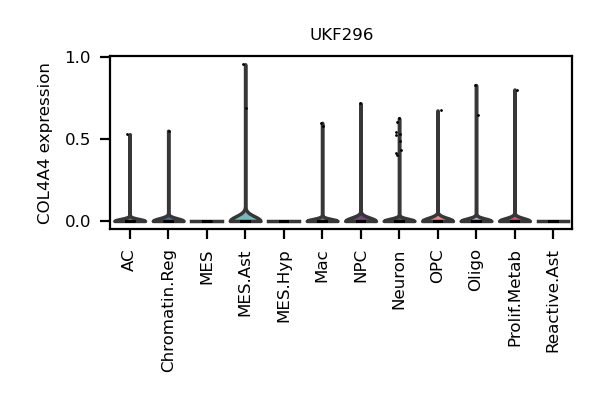 UKF296
COL4A4 expression
1.0
0.5
0.0
AC
Chromatin.Reg
MES
MES.Ast
MES.Hyp
Mac
NPC
Neuron
OPC
Oligo
Prolif.Metab
Reactive.Ast